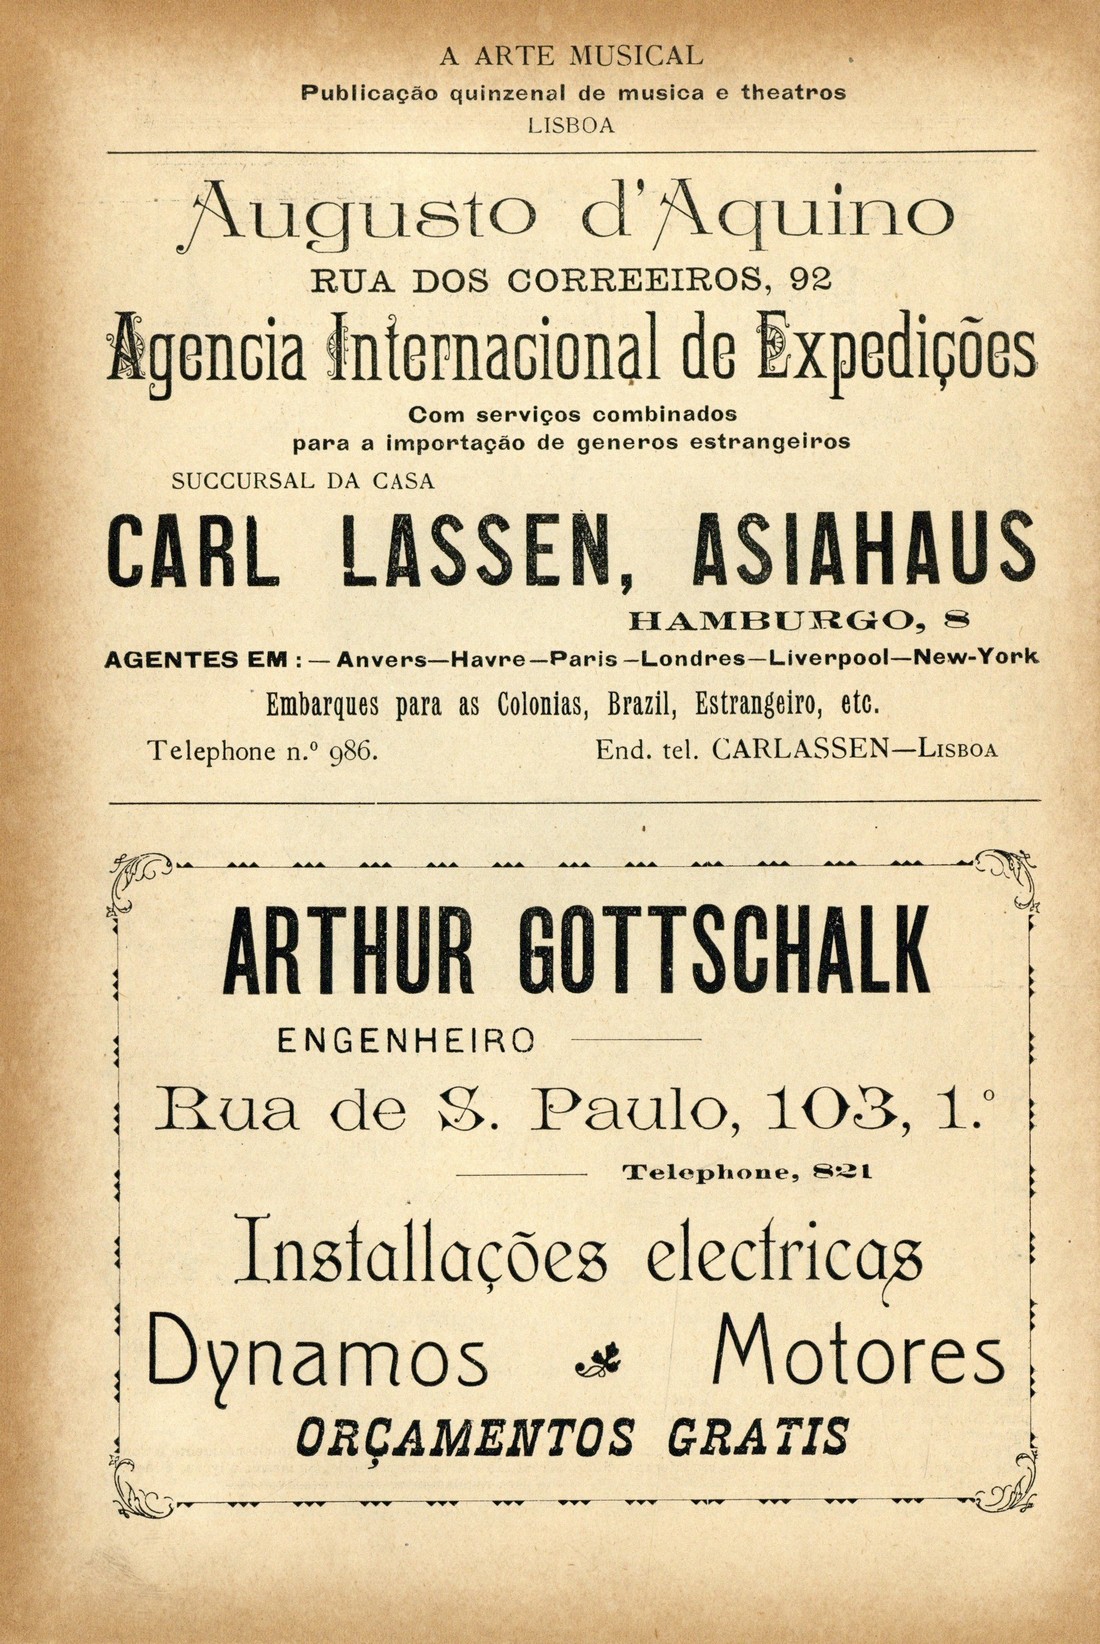 A ARTE MUSICAL
Publicação quinzenal de musica e theatros
LISBOA
Augusto d'Aquino
RUA DOS CORREEIROS, 92
Agencia Internacional de Expedições
Com serviços combinados
para a importação de generos estrangeiros
SUCCURSAL DA CASA
CARL LASSEN, ASIAHAUS
HAMBURGO, 8
AGENTES EM : — Anvers—Havre—Paris—Londres—Liverpool—New-York
Embarques para as Colonias, Brazil, Estrangeiro, etc.
Telephone n.º 986. End. tel. CARLASSEN—LISBOA
ARTHUR GOTTSCHALK
ENGENHEIRO
Rua de S. Paulo, 103, 1.º
Telephone, 821
Installações electricas
Dynamos Motores
ORÇAMENTOS GRATIS